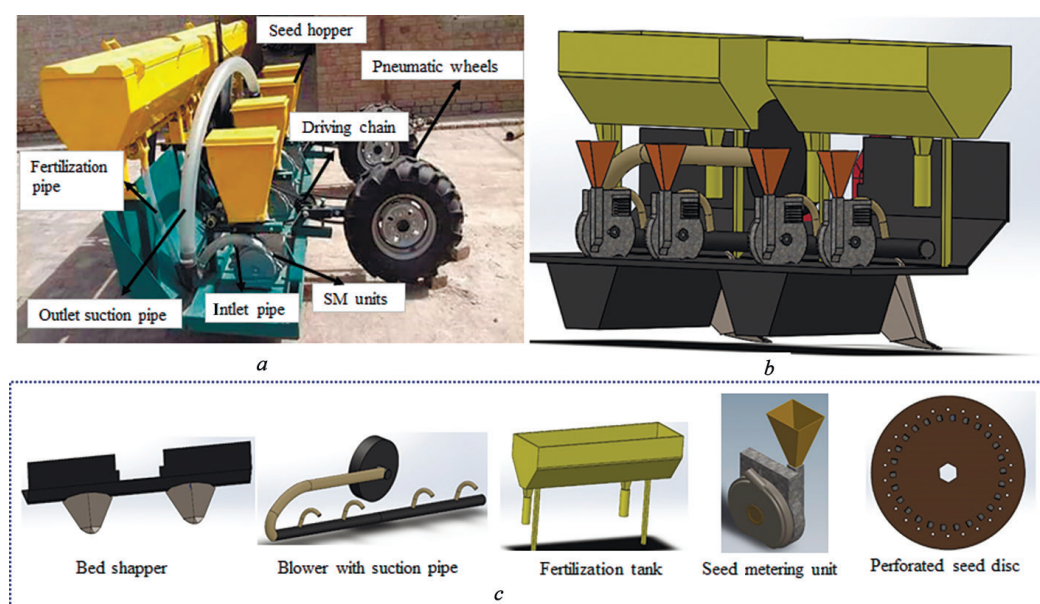 Seed hopper
Pneumatic wheels
Driving chain
Fertilization
pipe
Outlet suction pipe
Intlet pipe
SM units
a
b
Bed shapper
Blower with suction pipe
Fertilization tank
Seed metering unit
Perforated seed disc
c